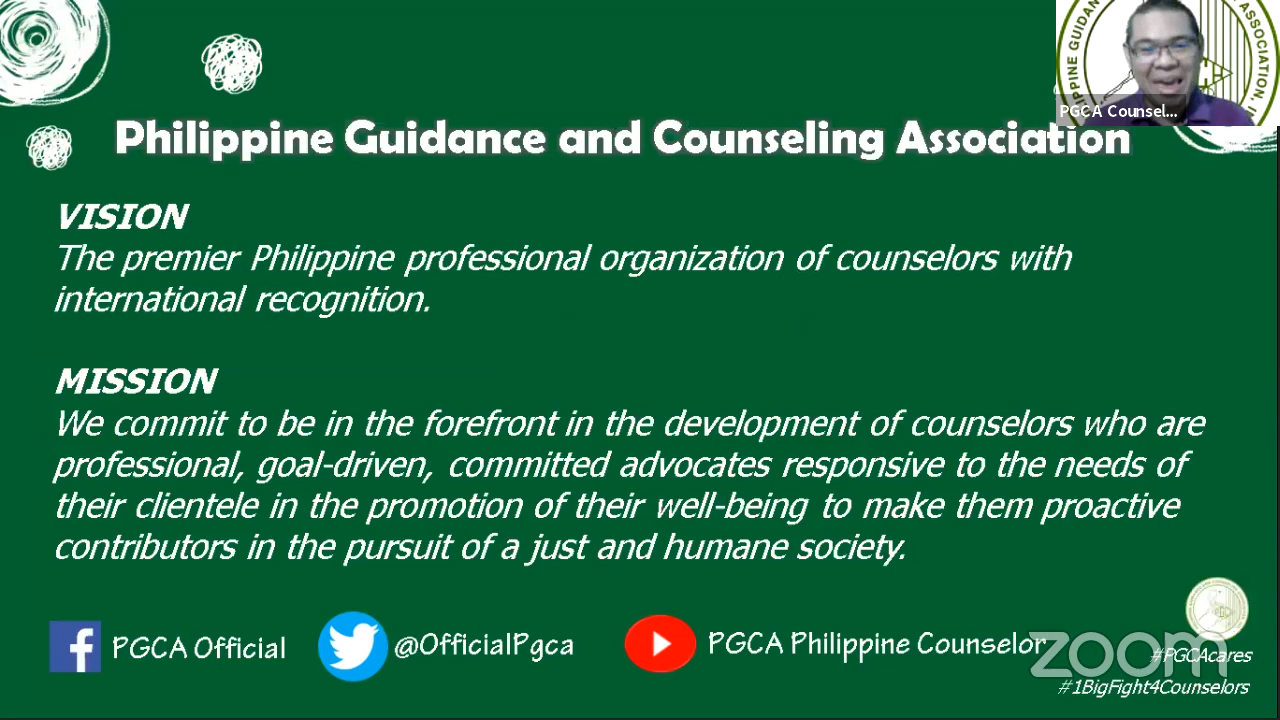 PINE GUIDAN
ASSOCIATION, I
PGCA Counsel...
Philippine Guidance and Counseling Association
VISION
The premier Philippine professional organization of counselors with
international recognition.
MISSION
We commit to be in the forefront in the development of counselors who are
professional, goal-driven, committed advocates responsive to the needs of
their clientele in the promotion of their well-being to make them proactive
contributors in the pursuit of a just and humane society.
f PGCA Official
@OfficialPgca
PGCA Philippine Counselor
zoom
#PGCAcares
#1BigFight4Counselors